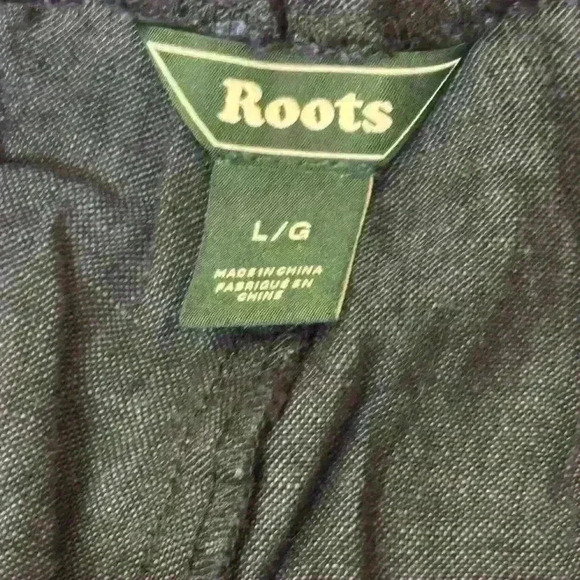 Roots
L/G
MADE IN CHINA
FABRIQUÉ EN
CHINE